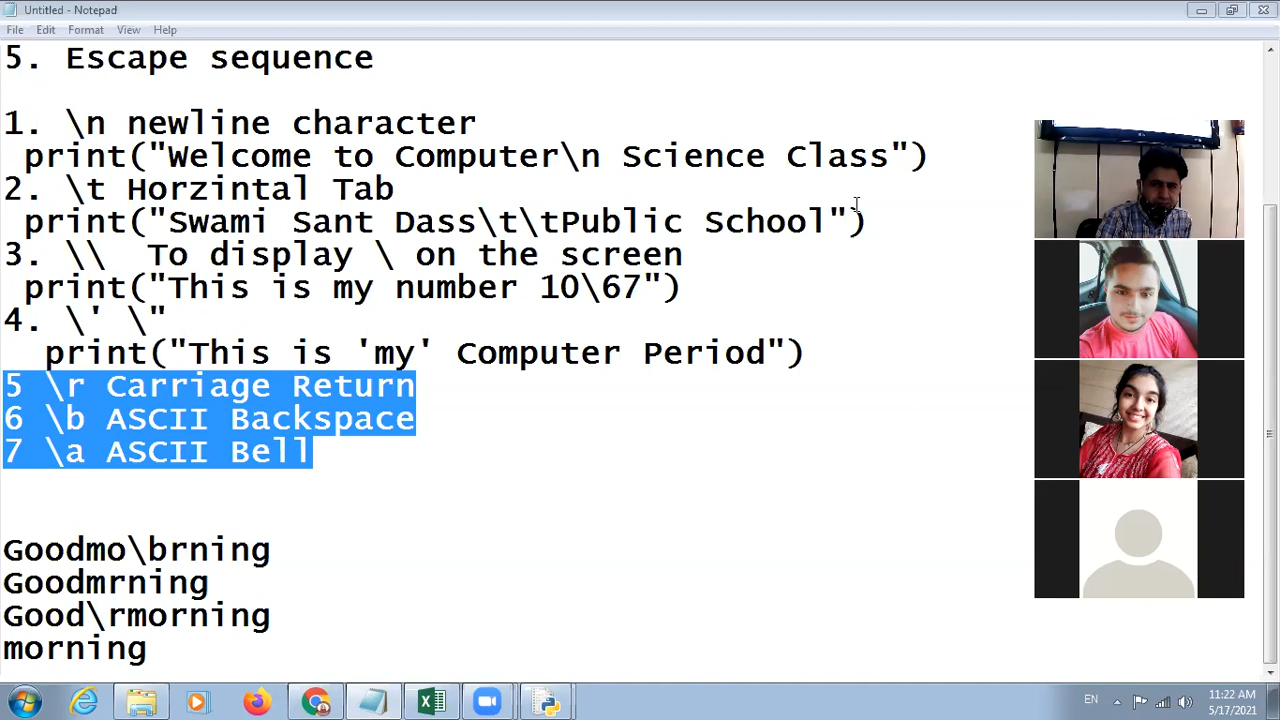 Untitled - Notepad
File Edit Format View Help
5. Escape sequence
1. \n newline character
print("Welcome to Computer\n Science Class")
2. \t Horzintal Tab
print("Swami Sant Dass\t\tPublic School")
3. \\ To display \ on the screen
print("This is my number 10\67")
4. \' \"
print("This is 'my' Computer Period")
5 \r Carriage Return
6 \b ASCII Backspace
7 \a ASCII Bell
Goodmo\brning
Goodmrning
Good\rmorning
morning
EN
11:22 AM
5/17/2021